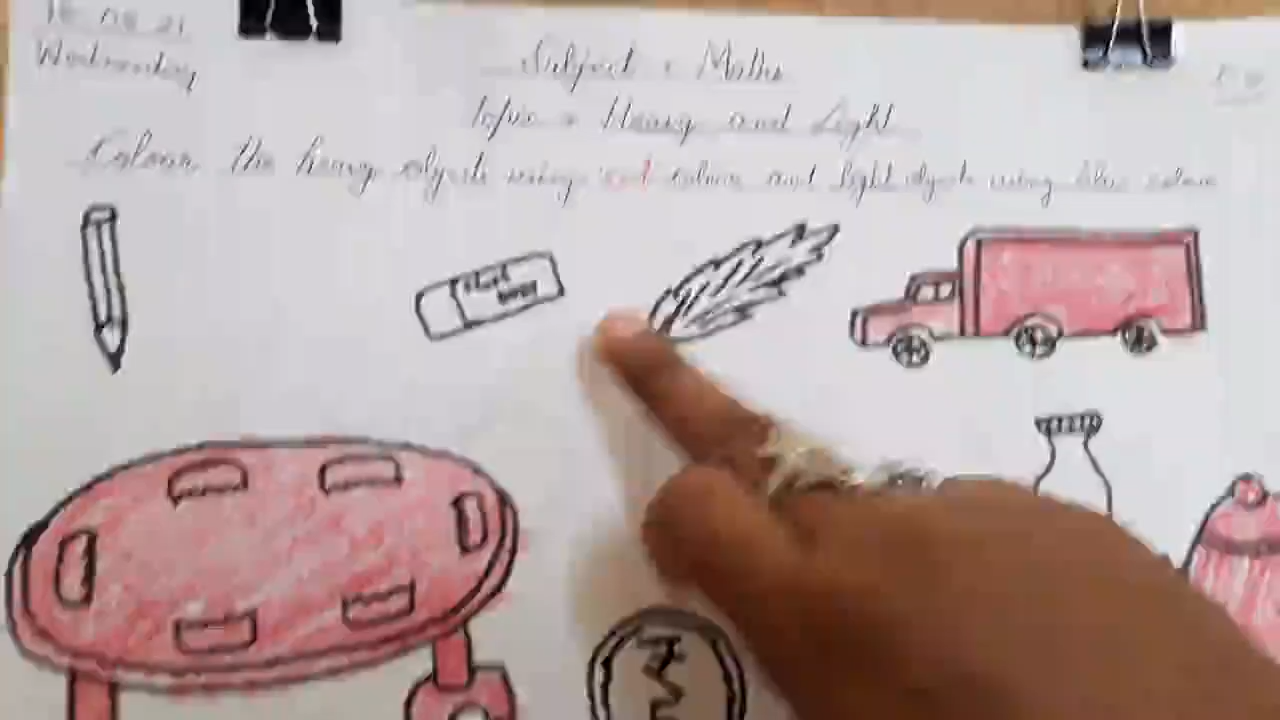 Wednesday
Subject : Maths
Topic : Heavy and Light
Colour the heavy objects using red colour and light objects using blue colour